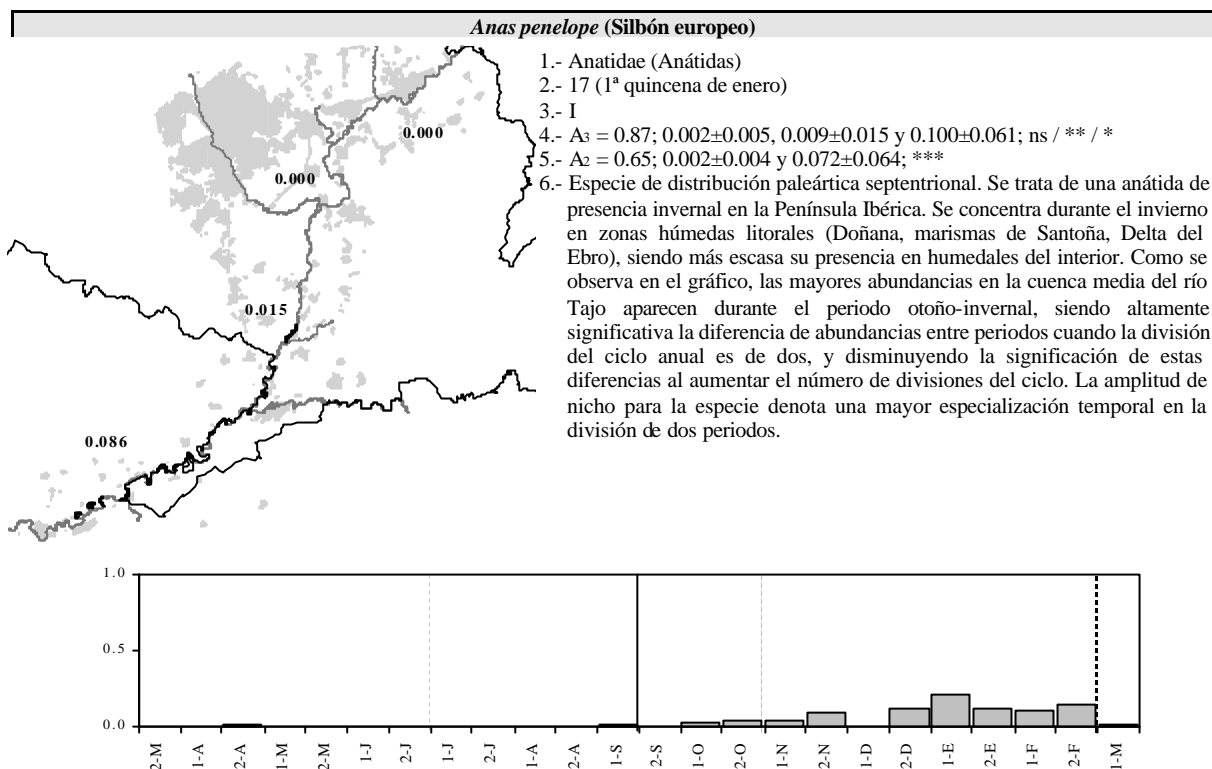 Anas penelope (Silbón europeo)
1.- Anatidae (Anátidas)
2.- 17 (1ª quincena de enero)
3.- I
4.- A3 = 0.87; 0.002±0.005, 0.009±0.015 y 0.100±0.061; ns / ** / *
5.- A2 = 0.65; 0.002±0.004 y 0.072±0.064; ***
6.- Especie de distribución paleártica septentrional. Se trata de una anátida de
presencia invernal en la Península Ibérica. Se concentra durante el invierno
en zonas húmedas litorales (Doñana, marismas de Santoña, Delta del
Ebro), siendo más escasa su presencia en humedales del interior. Como se
observa en el gráfico, las mayores abundancias en la cuenca media del río
Tajo aparecen durante el periodo otoño-invernal, siendo altamente
significativa la diferencia de abundancias entre periodos cuando la división
del ciclo anual es de dos, y disminuyendo la significación de estas
diferencias al aumentar el número de divisiones del ciclo. La amplitud de
nicho para la especie denota una mayor especialización temporal en la
división de dos periodos.
0.000
0.000
0.015
0.086
1.0
0.5
0.0
2-M
1-A
2-A
1-M
2-M
1-J
2-J
1-J
2-J
1-A
2-A
1-S
2-S
1-O
2-O
1-N
2-N
1-D
2-D
1-E
2-E
1-F
2-F
1-M